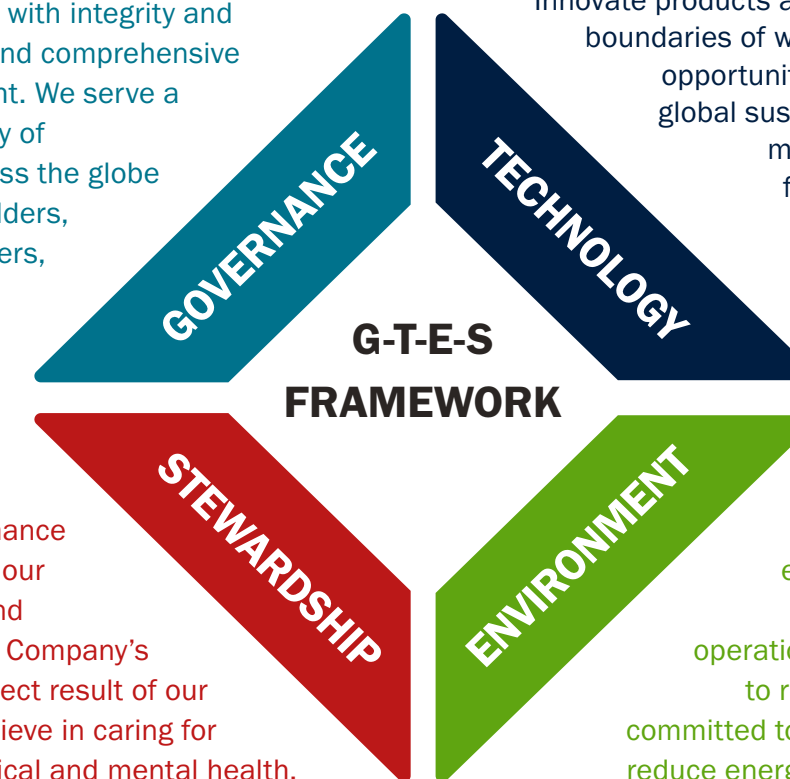 with integrity and
nd comprehensive
nt. We serve a
y of
ss the globe
lders,
ers,
GOVERNANCE
Innovate products a
boundaries of w
opportunit
global sus
m
f
TECHNOLOGY
G-T-E-S
FRAMEWORK
STEWARDSHIP
nance
our
nd
Company’s
ect result of our
ieve in caring for
ical and mental health.
ENVIRONMENT
e
operatio
to r
committed to
reduce energ